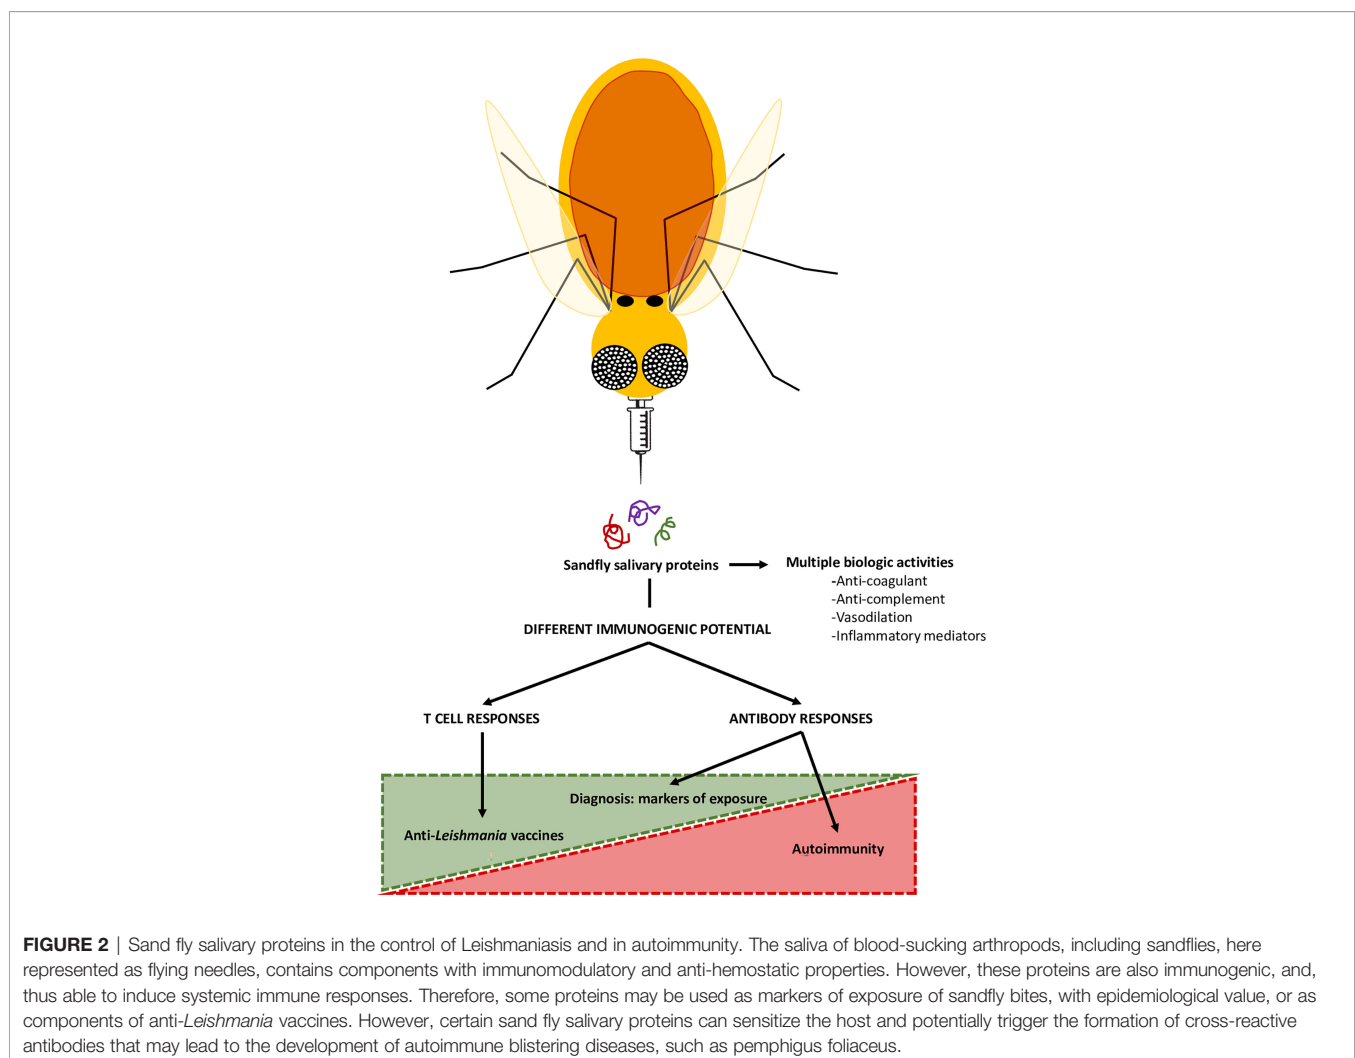 Sandfly salivary proteins
Multiple biologic activities
-Anti-coagulant
-Anti-complement
-Vasodilation
-Inflammatory mediators
DIFFERENT IMMUNOGENIC POTENTIAL
T CELL RESPONSES
ANTIBODY RESPONSES
Diagnosis: markers of exposure
Anti-Leishmania vaccines
Autoimmunity
FIGURE 2 | Sand fly salivary proteins in the control of Leishmaniasis and in autoimmunity. The saliva of blood-sucking arthropods, including sandflies, here
represented as flying needles, contains components with immunomodulatory and anti-hemostatic properties. However, these proteins are also immunogenic, and,
thus able to induce systemic immune responses. Therefore, some proteins may be used as markers of exposure of sandfly bites, with epidemiological value, or as
components of anti-Leishmania vaccines. However, certain sand fly salivary proteins can sensitize the host and potentially trigger the formation of cross-reactive
antibodies that may lead to the development of autoimmune blistering diseases, such as pemphigus foliaceus.